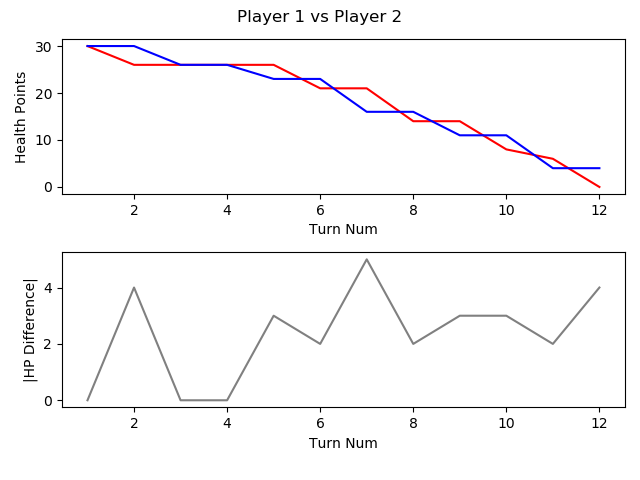 Player 1 vs Player 2
Health Points
30
20
10
0
2 4 6 8 10 12
Turn Num
|HP Difference|
4
2
0
2 4 6 8 10 12
Turn Num